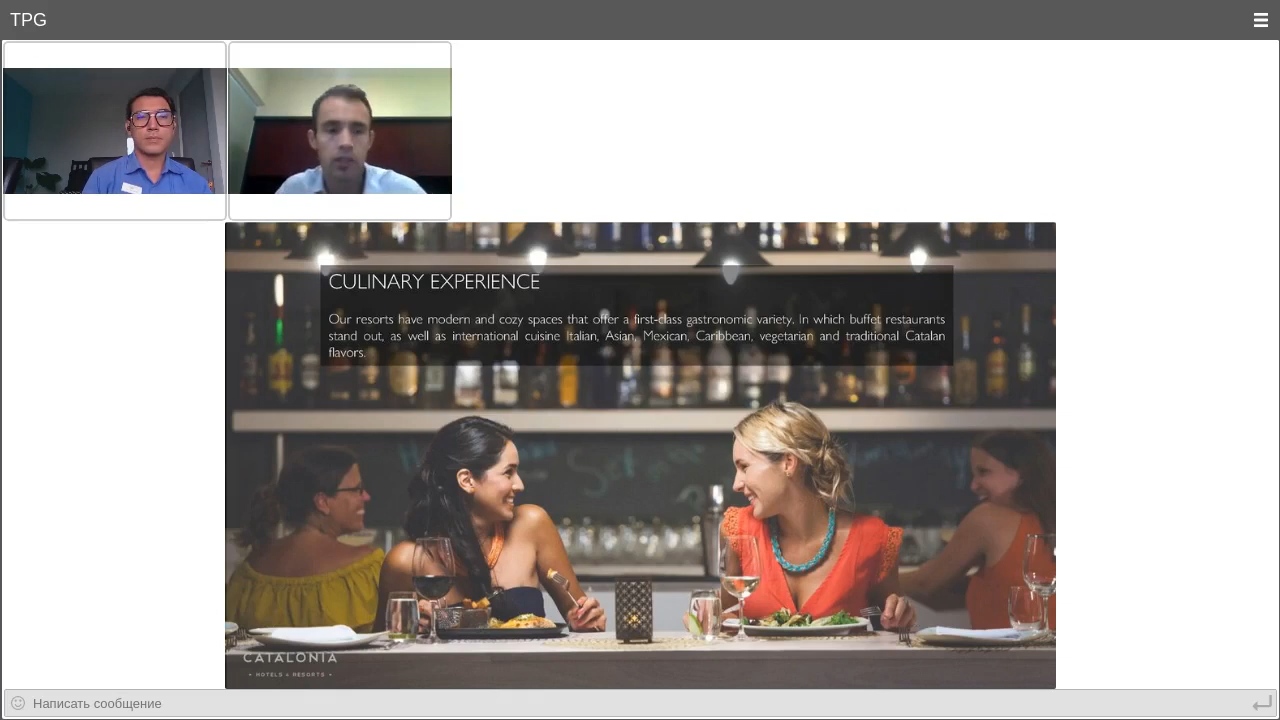 TPG
CULINARY EXPERIENCE
Our resorts have modern and cozy spaces that offer a first-class gastronomic variety. In which buffet restaurants
stand out, as well as international cuisine Italian, Asian, Mexican, Caribbean, vegetarian and traditional Catalan
flavors.
CATALONIA
HOTELS & RESORTS
Написать сообщение